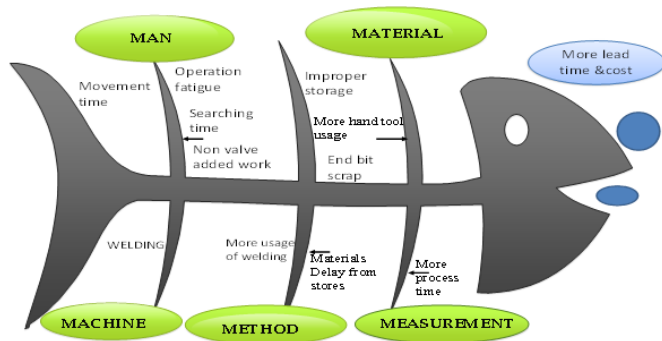 MAN
MATERIAL
More lead
time &cost
Movement
time
Operation
fatigue
Searching
time
Non valve
added work
Improper
storage
More hand tool
usage
End bit
scrap
WELDING
More usage
of welding
Materials
Delay from
stores
More
process
time
MACHINE
METHOD
MEASUREMENT